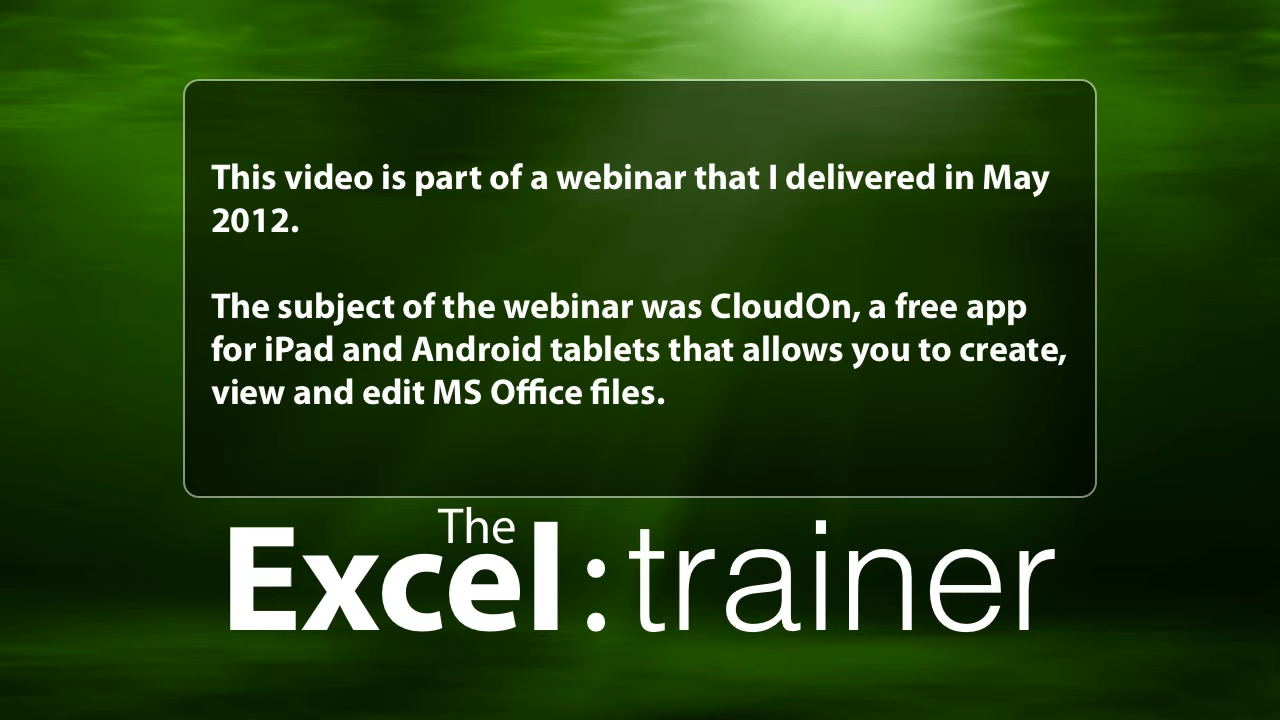 This video is part of a webinar that I delivered in May
2012.
The subject of the webinar was CloudOn, a free app
for iPad and Android tablets that allows you to create,
view and edit MS Office files.
The
Excel:trainer